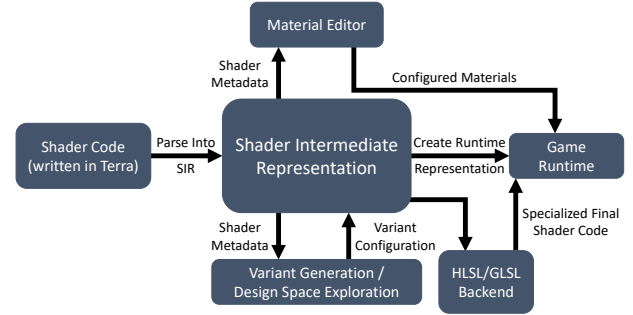 Material Editor
Shader
Metadata
Configured Materials
Shader Code
(written in Terra)
Parse Into
SIR
Shader Intermediate
Representation
Create Runtime
Representation
Game
Runtime
Shader
Metadata
Variant
Configuration
Specialized Final
Shader Code
Variant Generation /
Design Space Exploration
HLSL/GLSL
Backend